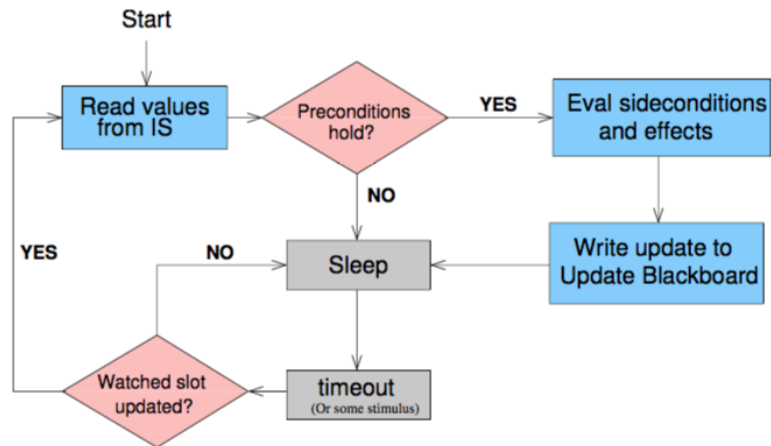 Start
Read values
from IS
Preconditions
hold?
YES
Eval sideconditions
and effects
NO
Write update to
Update Blackboard
Sleep
NO
YES
Watched slot
updated?
timeout
(Or some stimulus)